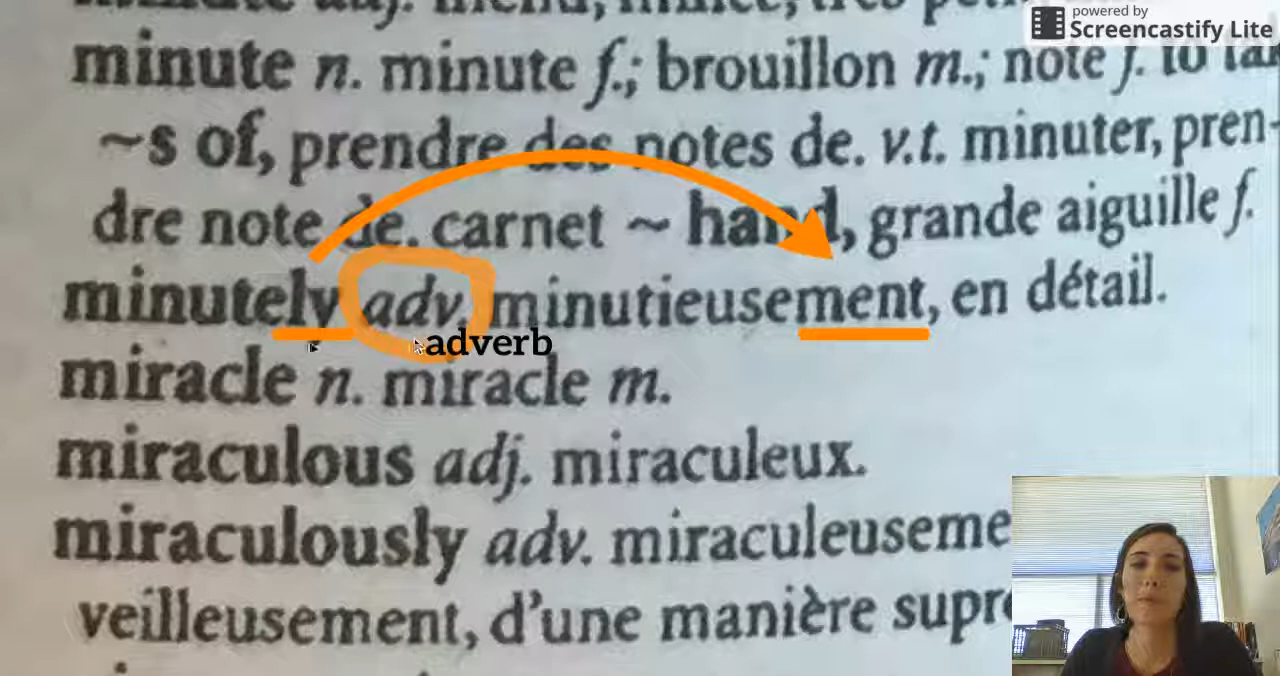 powered by
Screencastify Lite
minute n. minute f.; brouillon m.; note f. to
~s of, prendre des notes de. v.t. minuter, pren-
dre note de. carnet ~ hand, grande aiguille f.
minutely adv. minutieusement, en détail.
adverb
miracle n. miracle m.
miraculous adj. miraculeux.
miraculously adv. miraculeuseme
veilleusement, d'une manière supr